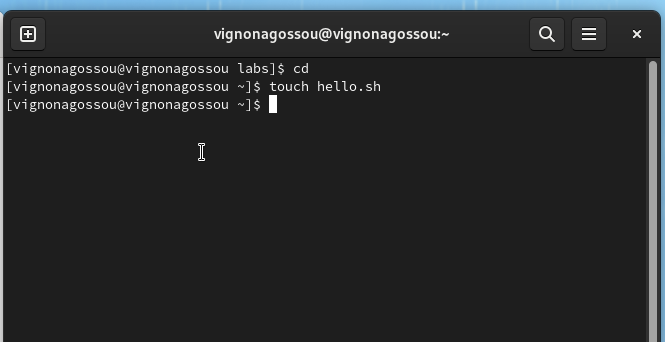 vignonagossou@vignonagossou:~
[vignonagossou@vignonagossou labs]$ cd
[vignonagossou@vignonagossou ~]$ touch hello.sh
[vignonagossou@vignonagossou ~]$